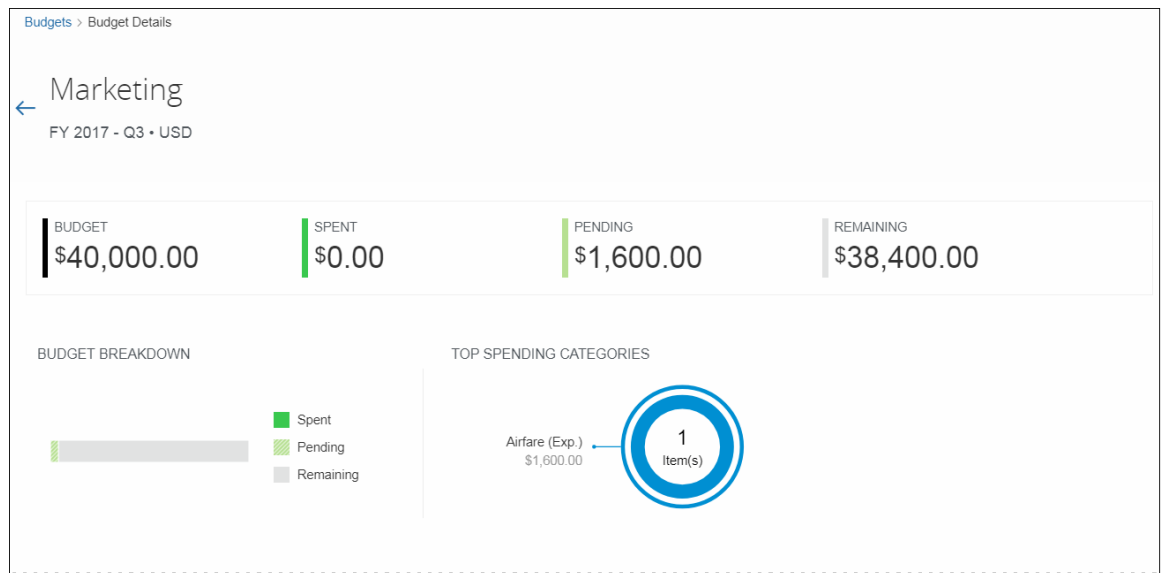 Budgets > Budget Details
Marketing
FY 2017 - Q3 • USD
BUDGET
$40,000.00
SPENT
$0.00
PENDING
$1,600.00
REMAINING
$38,400.00
BUDGET BREAKDOWN
Spent
Pending
Remaining
TOP SPENDING CATEGORIES
Airfare (Exp.)
$1,600.00
1
Item(s)